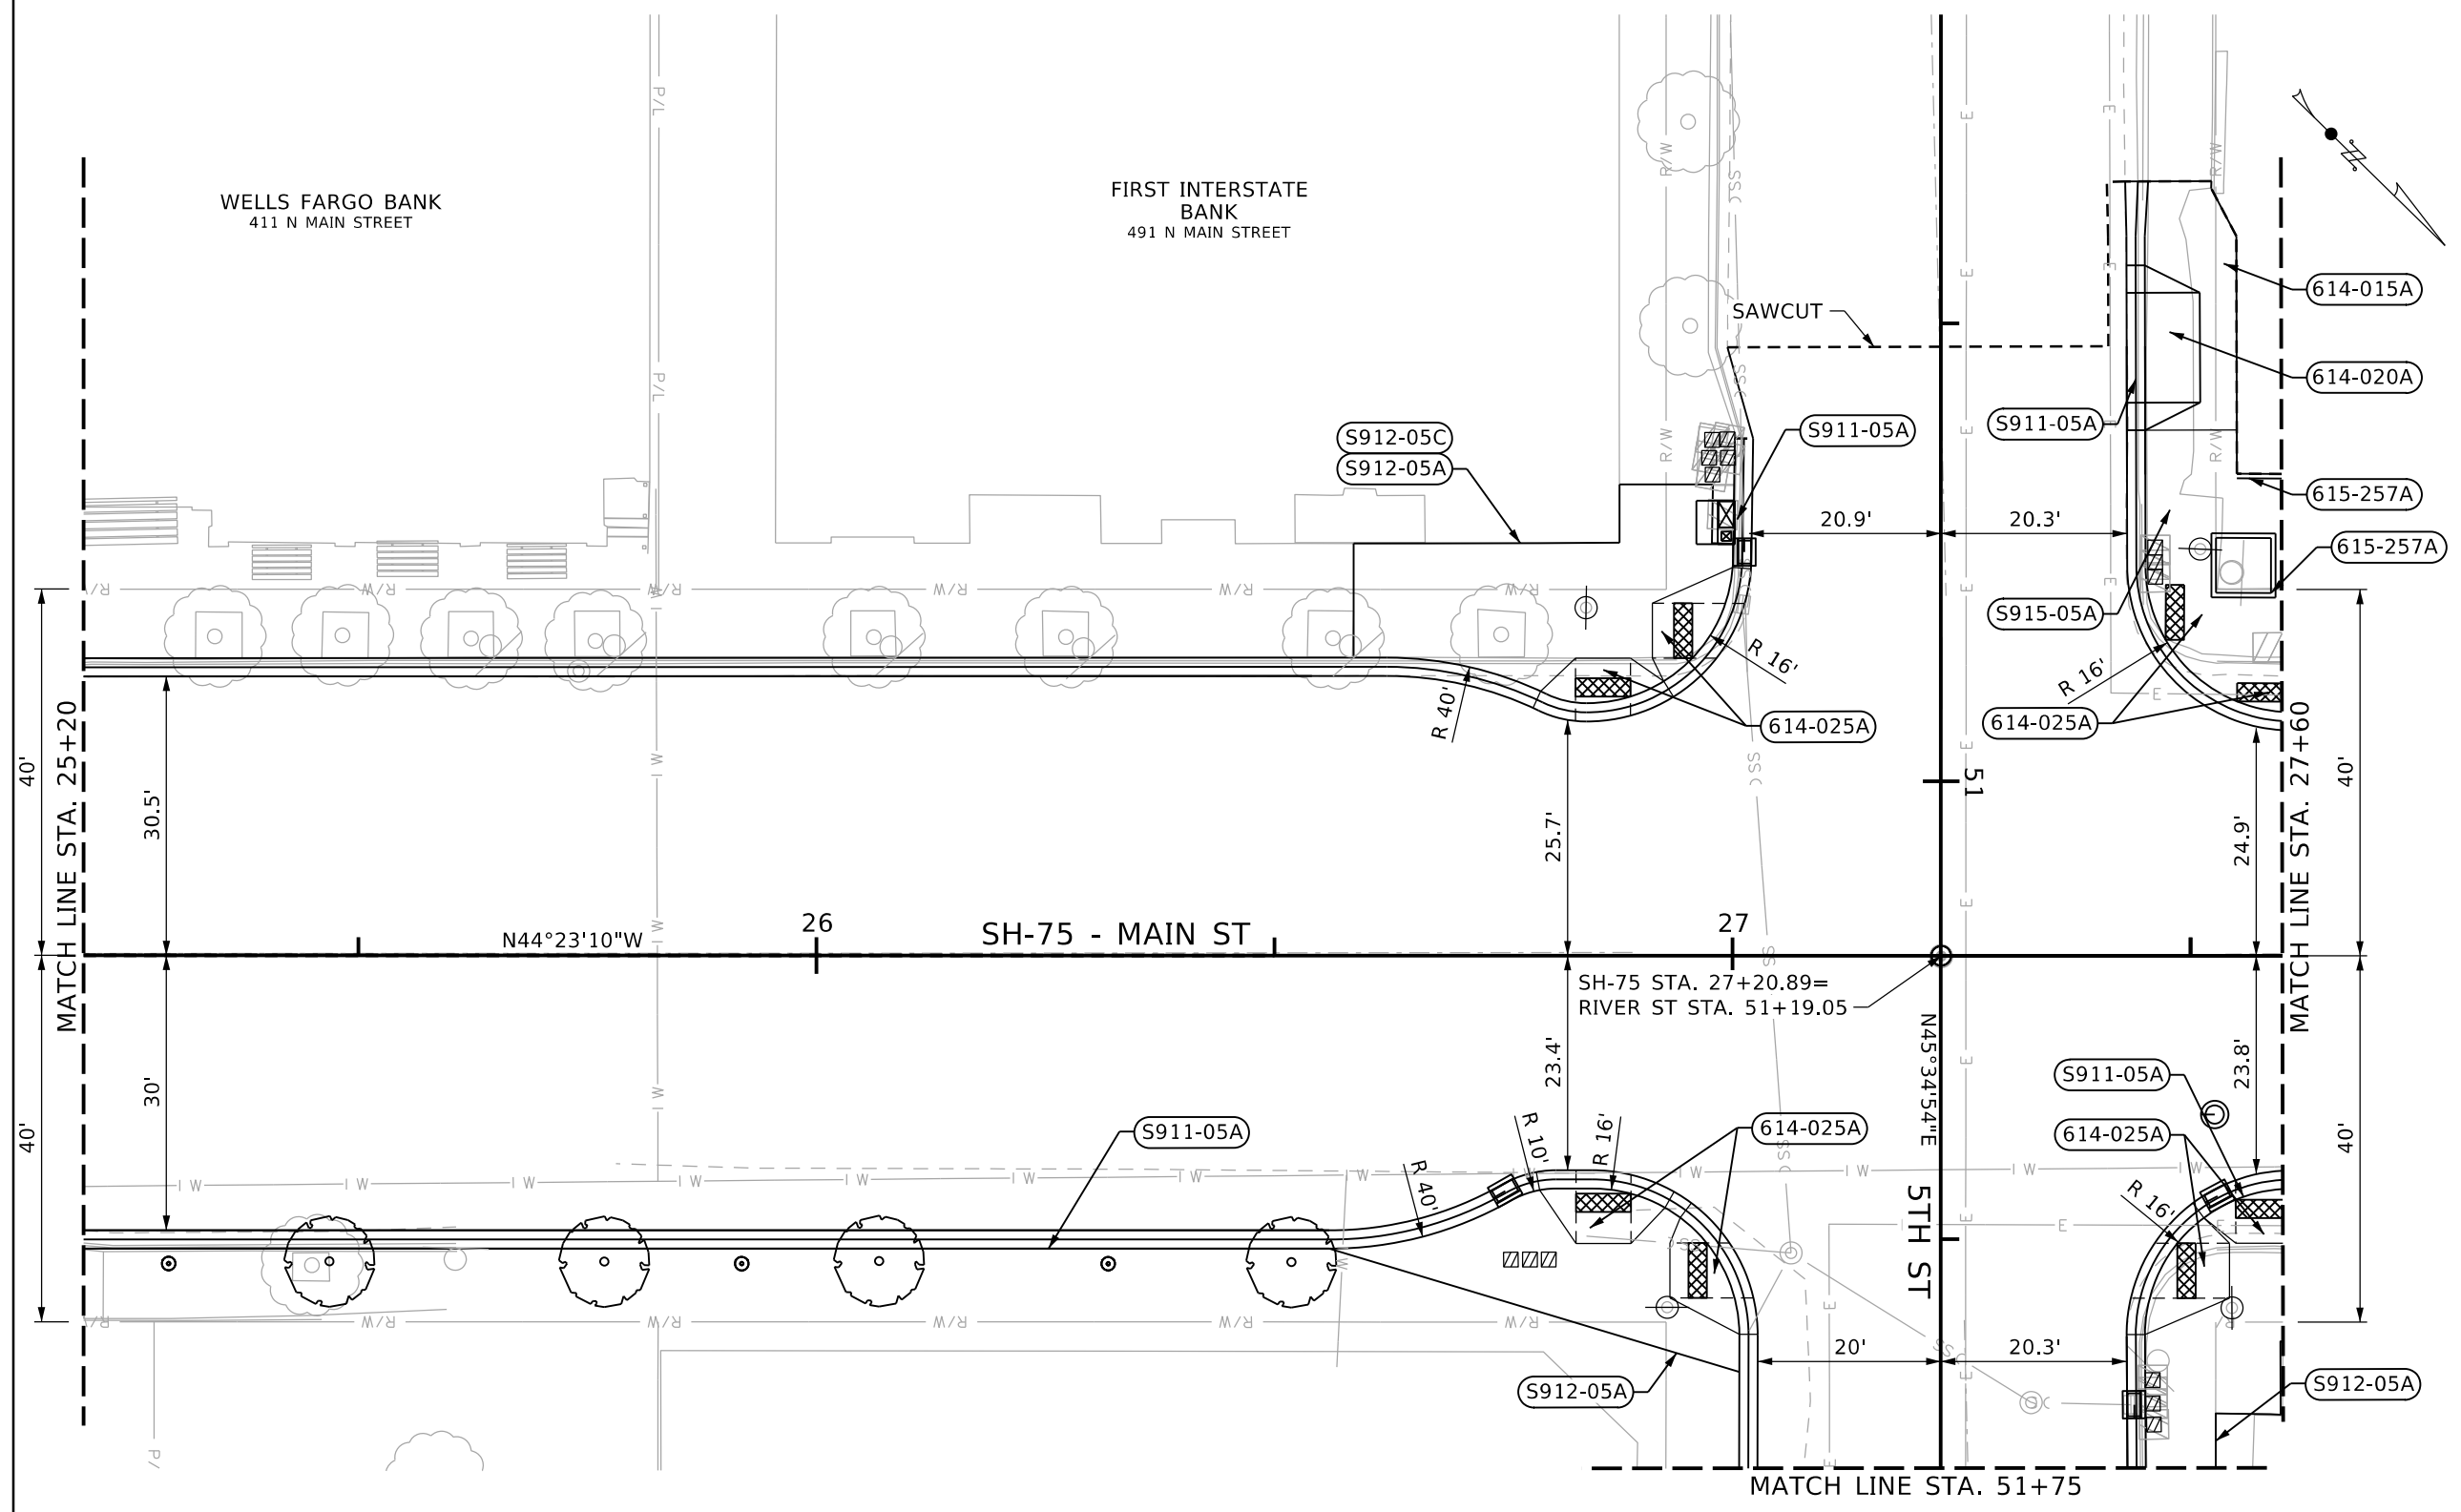 WELLS FARGO BANK
411 N MAIN STREET
FIRST INTERSTATE
BANK
491 N MAIN STREET
P/L
P/L
R/W
R/W
R/W
R/W
SSC
SSC
E
E
E
E
N
SAWCUT
614-015A
614-020A
S911-05A
S911-05A
S912-05C
S912-05A
615-257A
615-257A
20.9'
20.3'
S915-05A
R/W
R/W
R/W
R/W
R/W
R 16'
R 40'
R 16'
614-025A
614-025A
E
MATCH LINE STA. 25+20
40'
30.5'
W
SSC
25.7'
51
24.9'
MATCH LINE STA. 27+60
40'
N44°23'10"W
26
SH-75 - MAIN ST
27
SS
SH-75 STA. 27+20.89=
RIVER ST STA. 51+19.05
40'
30'
W
23.4'
N45°34'54"E
23.8'
40'
S911-05A
S911-05A
614-025A
614-025A
R 40'
R 10'
R 16'
R 16'
W
W
W
W
W
W
W
W
W
W
W
5TH ST
E
E
SSC
R/W
R/W
R/W
R/W
20'
20.3'
S912-05A
S912-05A
P/
MATCH LINE STA. 51+75